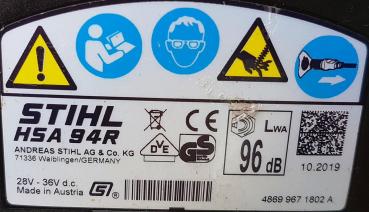 STIHL
HSA 94R
ANDREAS STIHL AG & Co. KG
71336 Waiblingen/GERMANY
28V - 36V d.c.
Made in Austria
CE
DVE
GS
LWA
96 dB
10.2019
4869 967 1802 A